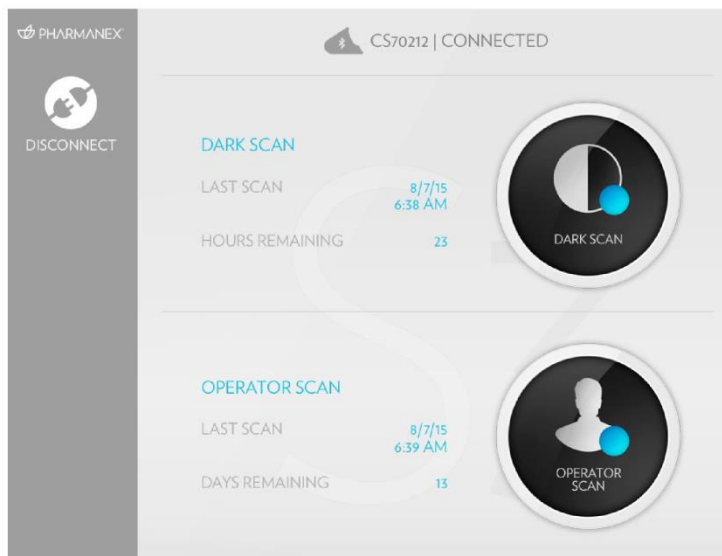 PHARMANEX®
CS70212 | CONNECTED
DISCONNECT
DARK SCAN
LAST SCAN 8/7/15
6:38 AM
HOURS REMAINING 23
DARK SCAN
OPERATOR SCAN
LAST SCAN 8/7/15
6:39 AM
DAYS REMAINING 13
OPERATOR
SCAN